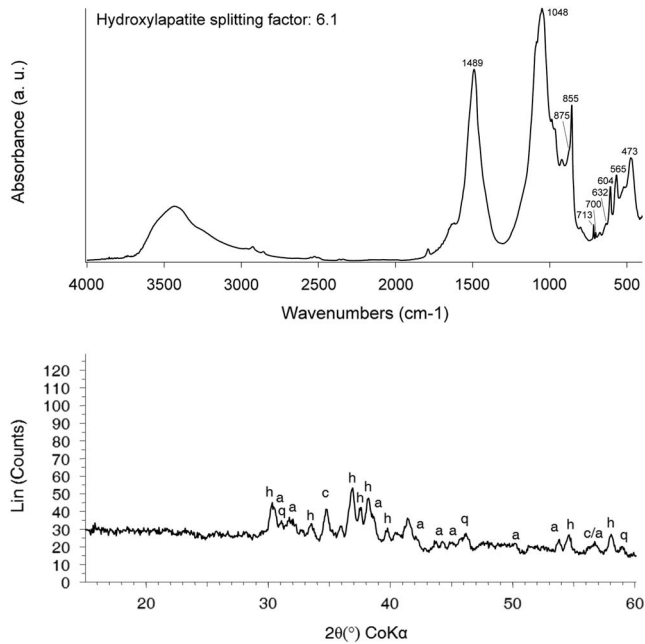 Hydroxylapatite splitting factor: 6.1
1048
1489
855
875
473
565
604
632
700
713
Absorbance (a. u.)
4000 3500 3000 2500 2000 1500 1000 500
Wavenumbers (cm-1)
120
110
100
90
80
70
60
50
40
30
20
10
0
Lin (Counts)
h a q a h c h h h a h a a a q a a h c/a h q
20 30 40 50 60
2θ(°) CoKα